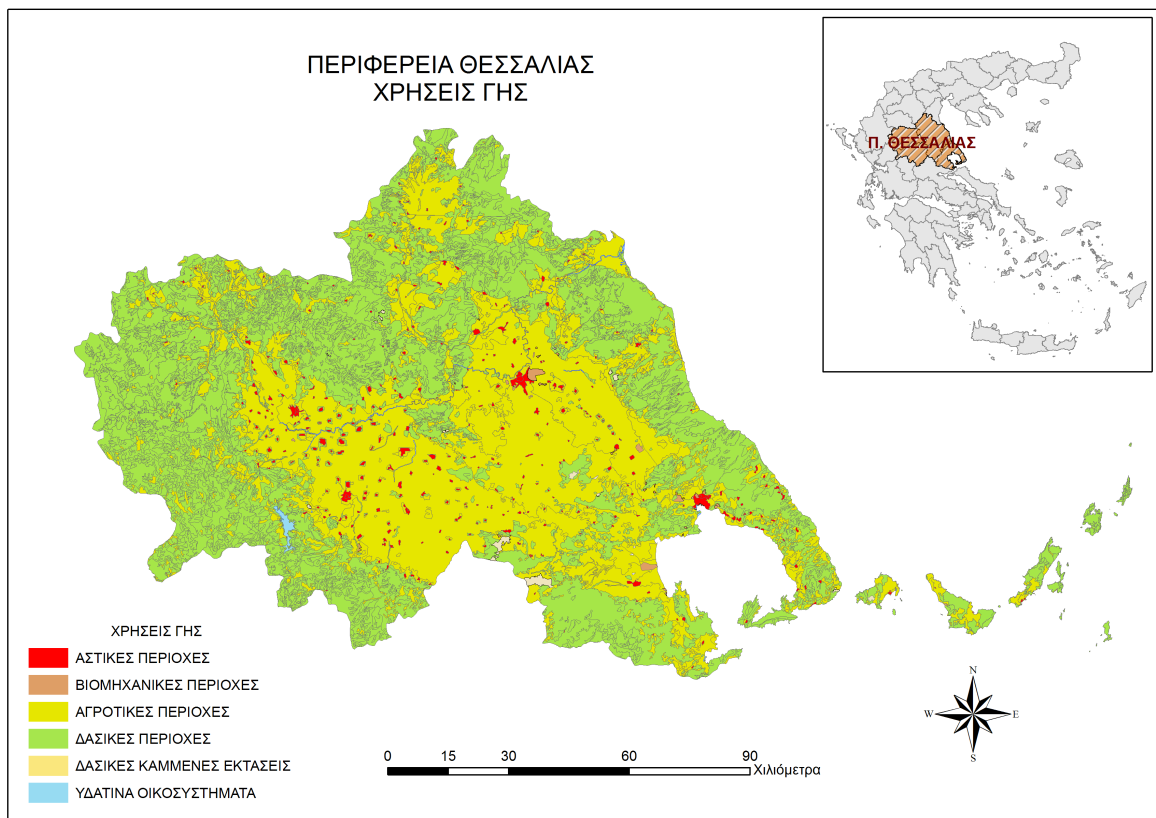 ΠΕΡΙΦΕΡΕΙΑ ΘΕΣΣΑΛΙΑΣ
ΧΡΗΣΕΙΣ ΓΗΣ
Π. ΘΕΣΣΑΛΙΑΣ
ΧΡΗΣΕΙΣ ΓΗΣ
ΑΣΤΙΚΕΣ ΠΕΡΙΟΧΕΣ
ΒΙΟΜΗΧΑΝΙΚΕΣ ΠΕΡΙΟΧΕΣ
ΑΓΡΟΤΙΚΕΣ ΠΕΡΙΟΧΕΣ
ΔΑΣΙΚΕΣ ΠΕΡΙΟΧΕΣ
ΔΑΣΙΚΕΣ ΚΑΜΜΕΝΕΣ ΕΚΤΑΣΕΙΣ
ΥΔΑΤΙΝΑ ΟΙΚΟΣΥΣΤΗΜΑΤΑ
0 15 30 60 90
Χιλιόμετρα
N
W E
S